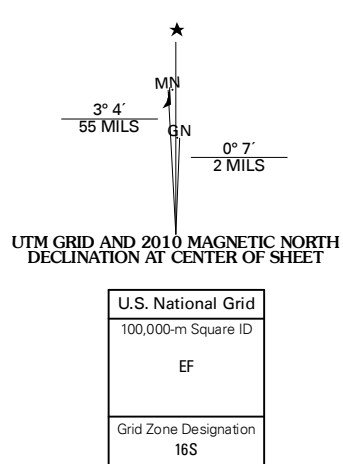 MN
3° 4´
55 MILS
GN
0° 7´
2 MILS
UTM GRID AND 2010 MAGNETIC NORTH
DECLINATION AT CENTER OF SHEET
U.S. National Grid
100,000-m Square ID
EF
Grid Zone Designation
16S